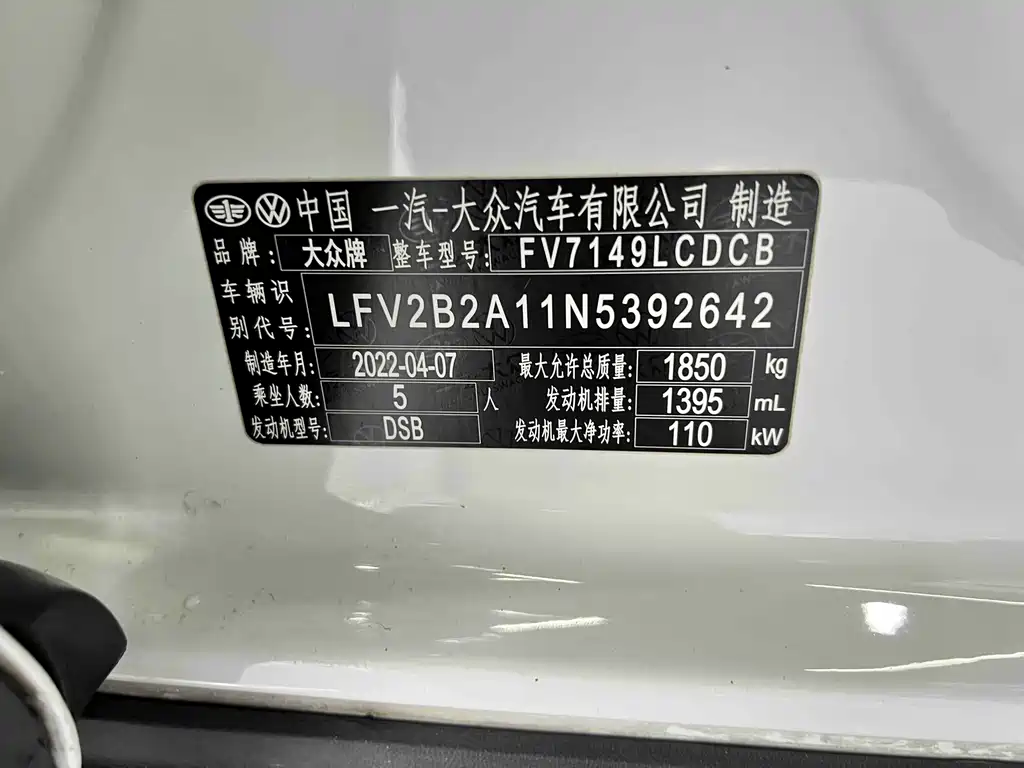 中国 一汽-大众汽车有限公司 制造
品牌: 大众牌 整车型号: FV7149LCDCB
车辆识别代号: LFV2B2A11N5392642
制造年月: 2022-04-07 最大允许总质量: 1850 kg
乘坐人数: 5 人 发动机排量: 1395 mL
发动机型号: DSB 发动机最大净功率: 110 kW